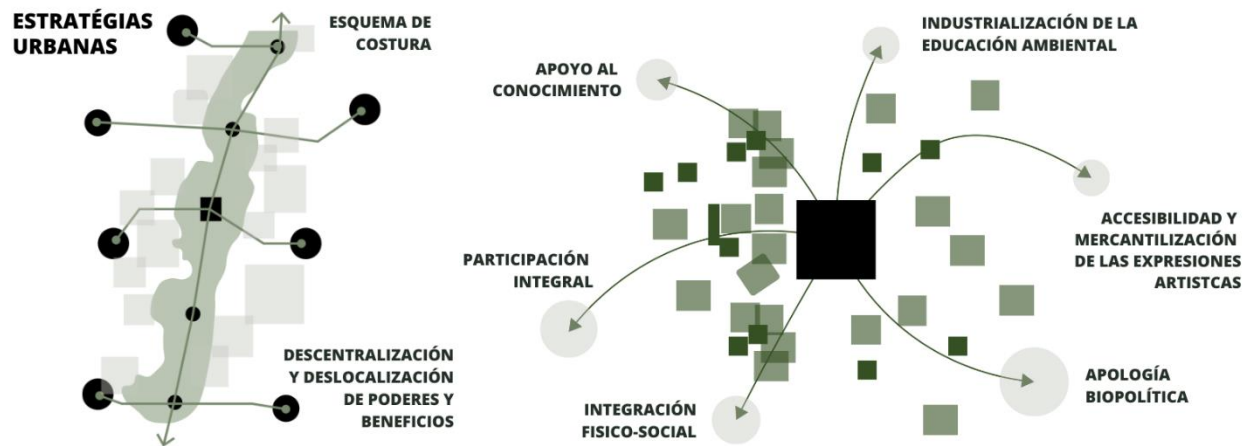 ESTRATÉGIAS
URBANAS
ESQUEMA DE
COSTURA
DESCENTRALIZACIÓN
Y DESLOCALIZACIÓN
DE PODERES Y
BENEFICIOS
APOYO AL
CONOCIMIENTO
INDUSTRIALIZACIÓN DE LA
EDUCACIÓN AMBIENTAL
PARTICIPACIÓN
INTEGRAL
ACCESIBILIDAD Y
MERCANTILIZACIÓN
DE LAS EXPRESIONES
ARTISTCAS
INTEGRACIÓN
FISICO-SOCIAL
APOLOGÍA
BIOPOLÍTICA